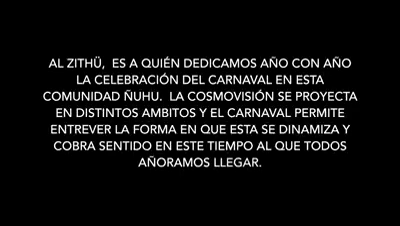 AL ZITHÜ, ES A QUIÉN DEDICAMOS AÑO CON AÑO
LA CELEBRACIÓN DEL CARNAVAL EN ESTA
COMUNIDAD ÑUHU. LA COSMOVISIÓN SE PROYECTA
EN DISTINTOS AMBITOS Y EL CARNAVAL PERMITE
ENTREVER LA FORMA EN QUE ESTA SE DINAMIZA Y
COBRA SENTIDO EN ESTE TIEMPO AL QUE TODOS
AÑORAMOS LLEGAR.